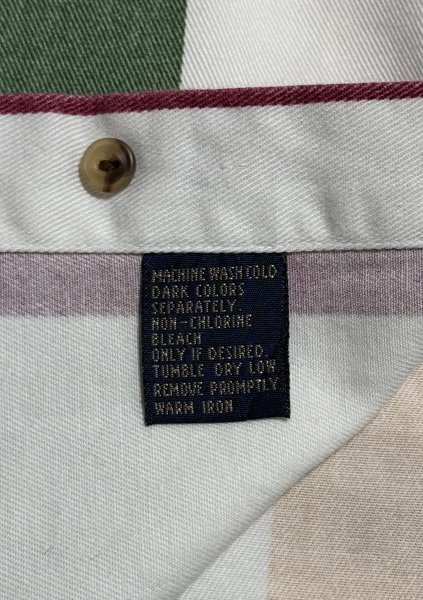 MACHINE WASH COLD
DARK COLORS
SEPARATELY
NON-CHLORINE
BLEACH
ONLY IF DESIRED
TUMBLE DRY LOW
REMOVE PROMPTLY
WARM IRON